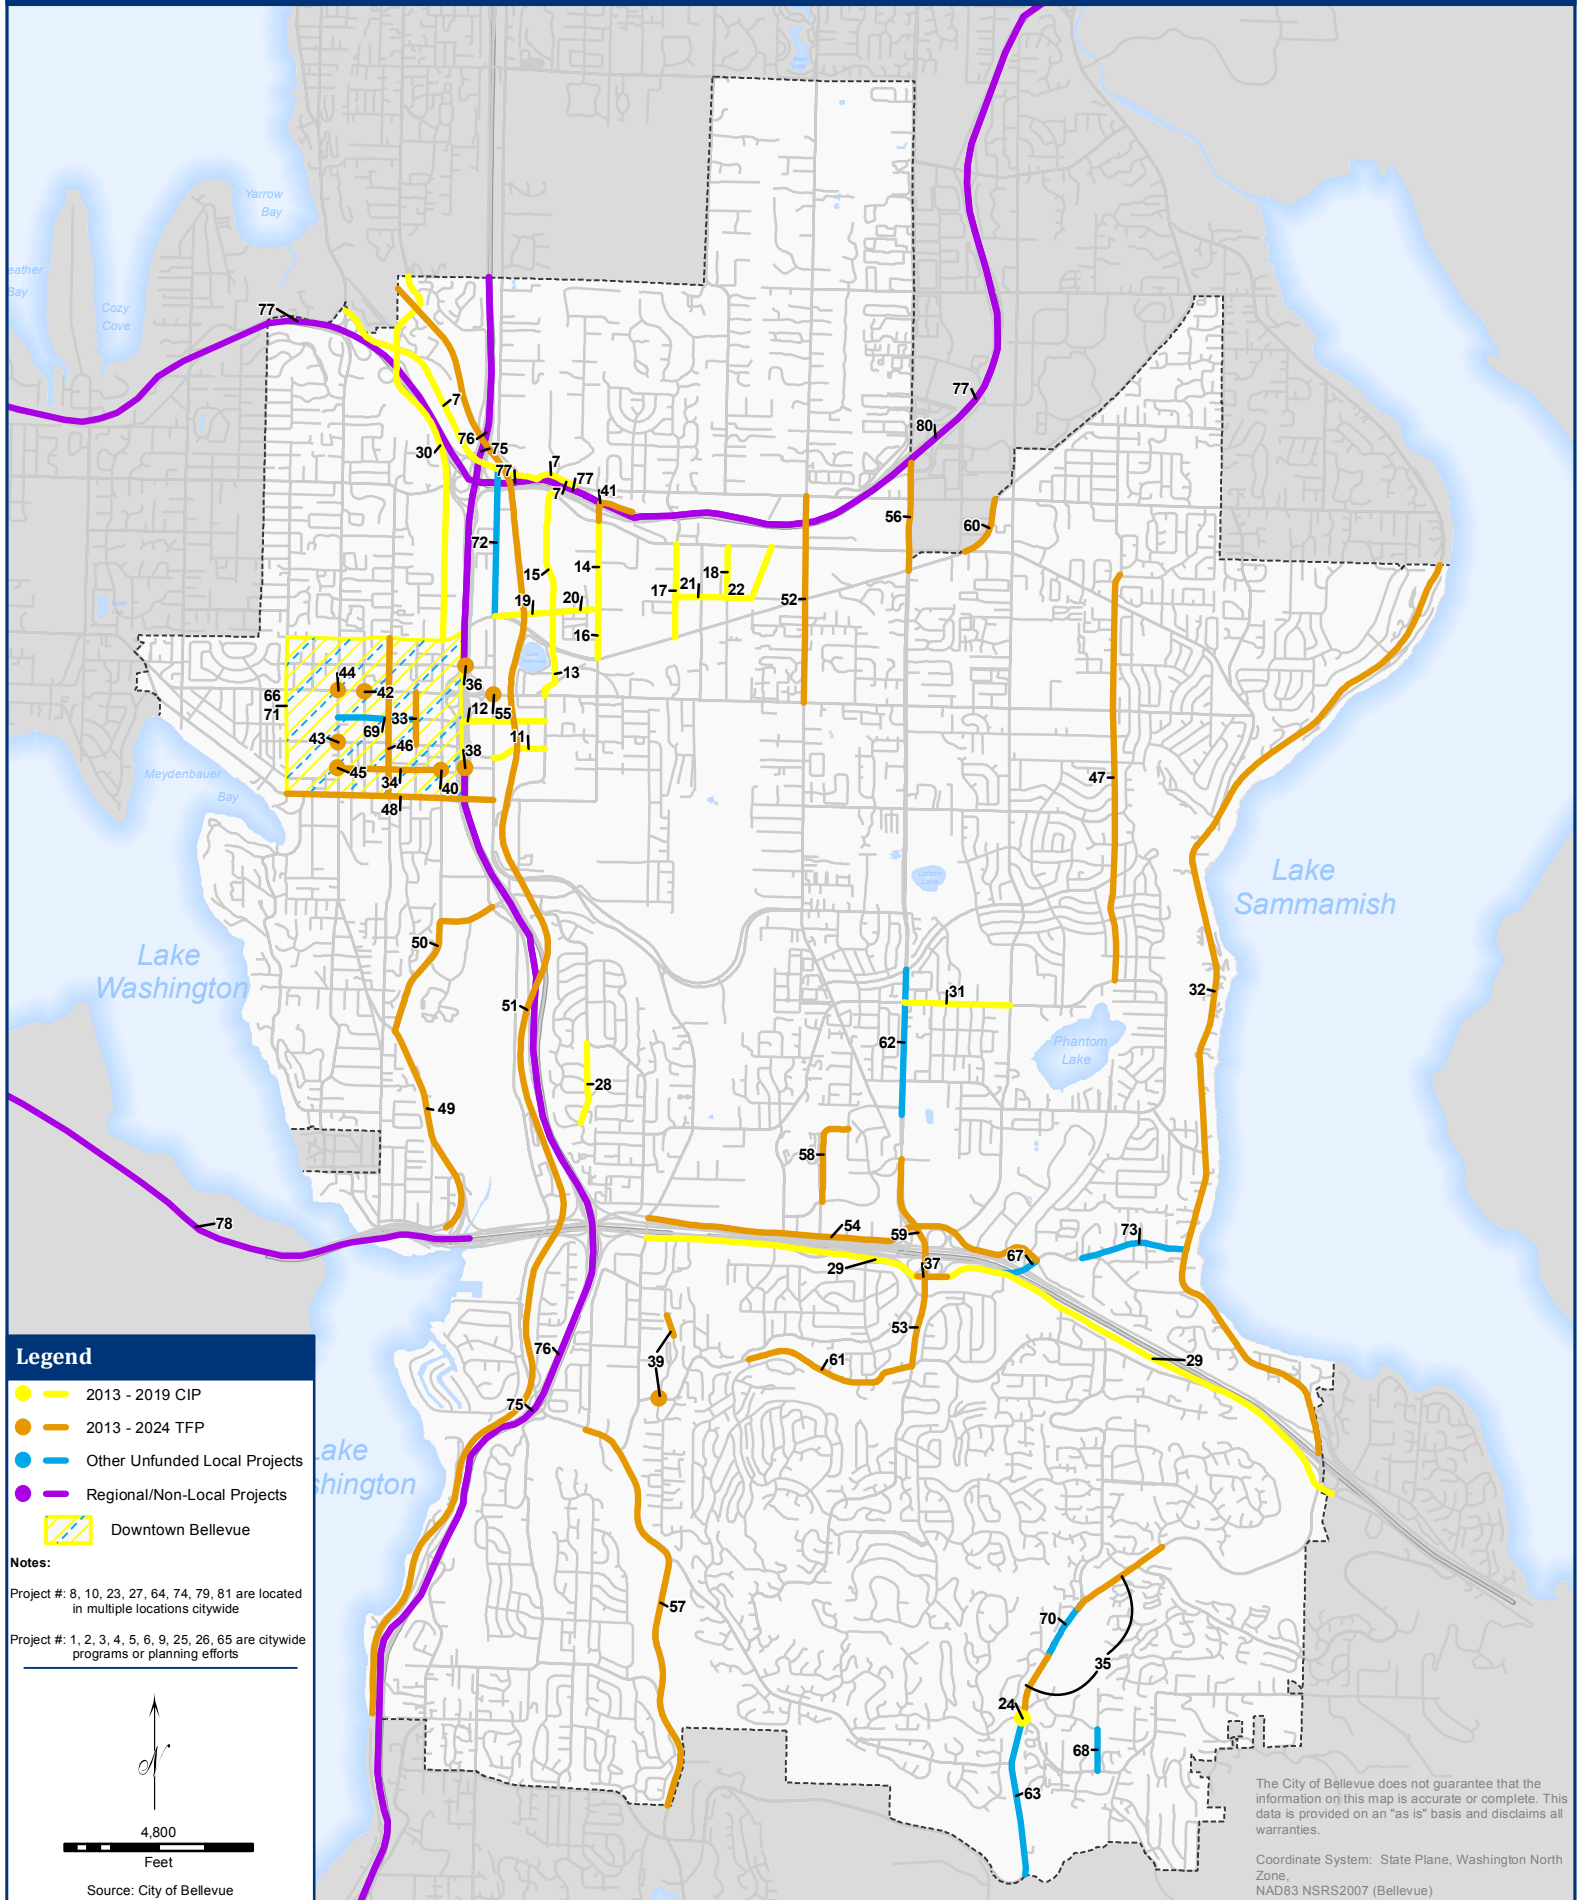 Yarrow
Bay
eather
Bay
Cozy
Cove
77
7
30
76
75
77
7
7
77
41
80
77
56
60
72
15
14
17
21
18
22
52
19
20
16
13
44
42
36
12
55
66
71
33
69
43
46
11
38
45
34
40
48
47
Meydenbauer
Bay
Larsen
Lake
Lake
Sammamish
Lake
Washington
50
51
31
32
62
Phantom
Lake
28
49
58
78
54
59
73
67
37
29
53
29
76
39
61
75
Lake
shington
57
70
35
24
68
63
Legend
2013 - 2019 CIP
2013 - 2024 TFP
Other Unfunded Local Projects
Regional/Non-Local Projects
Downtown Bellevue
Notes:
Project #: 8, 10, 23, 27, 64, 74, 79, 81 are located
in multiple locations citywide
Project #: 1, 2, 3, 4, 5, 6, 9, 25, 26, 65 are citywide
programs or planning efforts
N
4,800
Feet
Source: City of Bellevue
The City of Bellevue does not guarantee that the
information on this map is accurate or complete. This
data is provided on an "as is" basis and disclaims all
warranties.
Coordinate System: State Plane, Washington North
Zone,
NAD83 NSRS2007 (Bellevue)